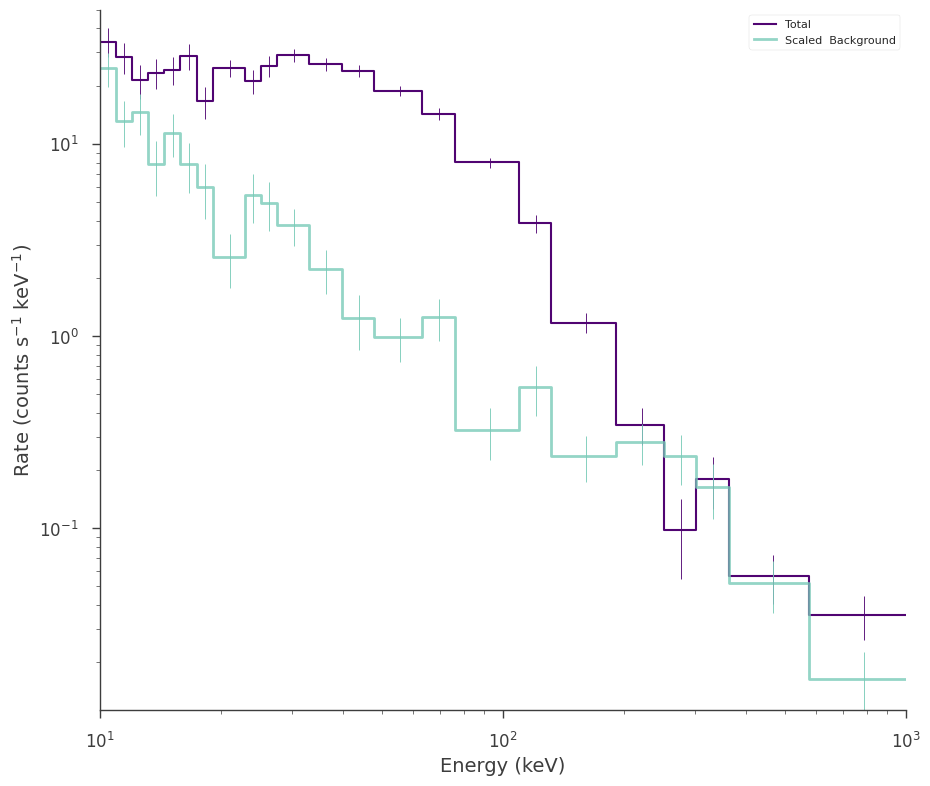 Total
Scaled  Background
Rate (counts s⁻¹ keV⁻¹)
10¹
10⁰
10⁻¹
10¹
10²
10³
Energy (keV)